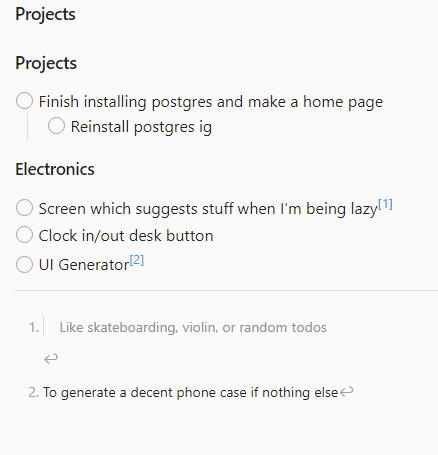 Projects
Projects
Finish installing postgres and make a home page
Reinstall postgres ig
Electronics
Screen which suggests stuff when I’m being lazy[1]
Clock in/out desk button
UI Generator[2]
1. Like skateboarding, violin, or random todos
↩
2. To generate a decent phone case if nothing else↩